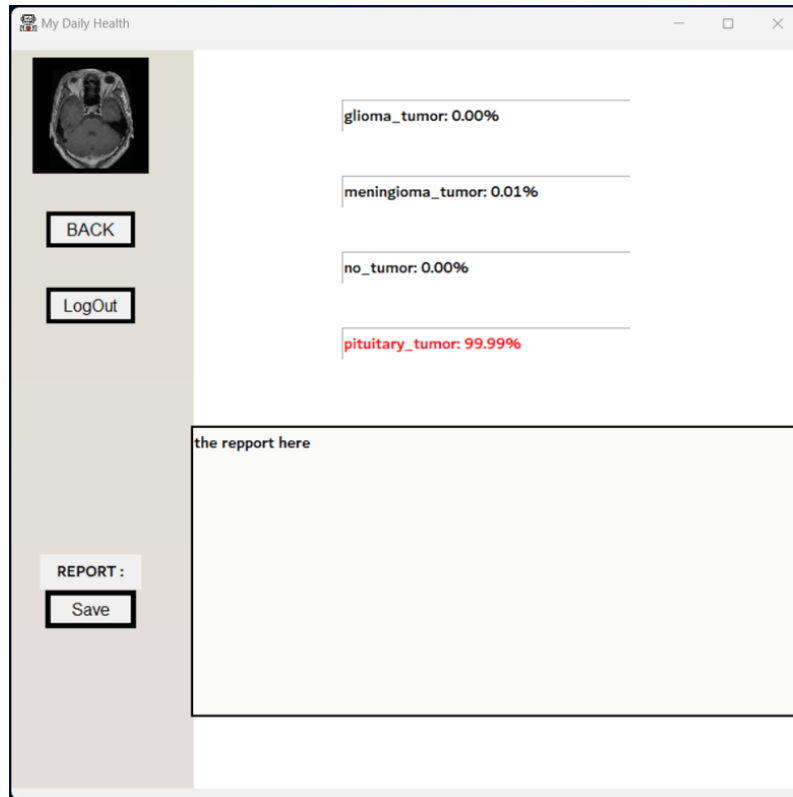 My Daily Health
BACK
LogOut
glioma_tumor: 0.00%
meningioma_tumor: 0.01%
no_tumor: 0.00%
pituitary_tumor: 99.99%
the repport here
REPORT :
Save